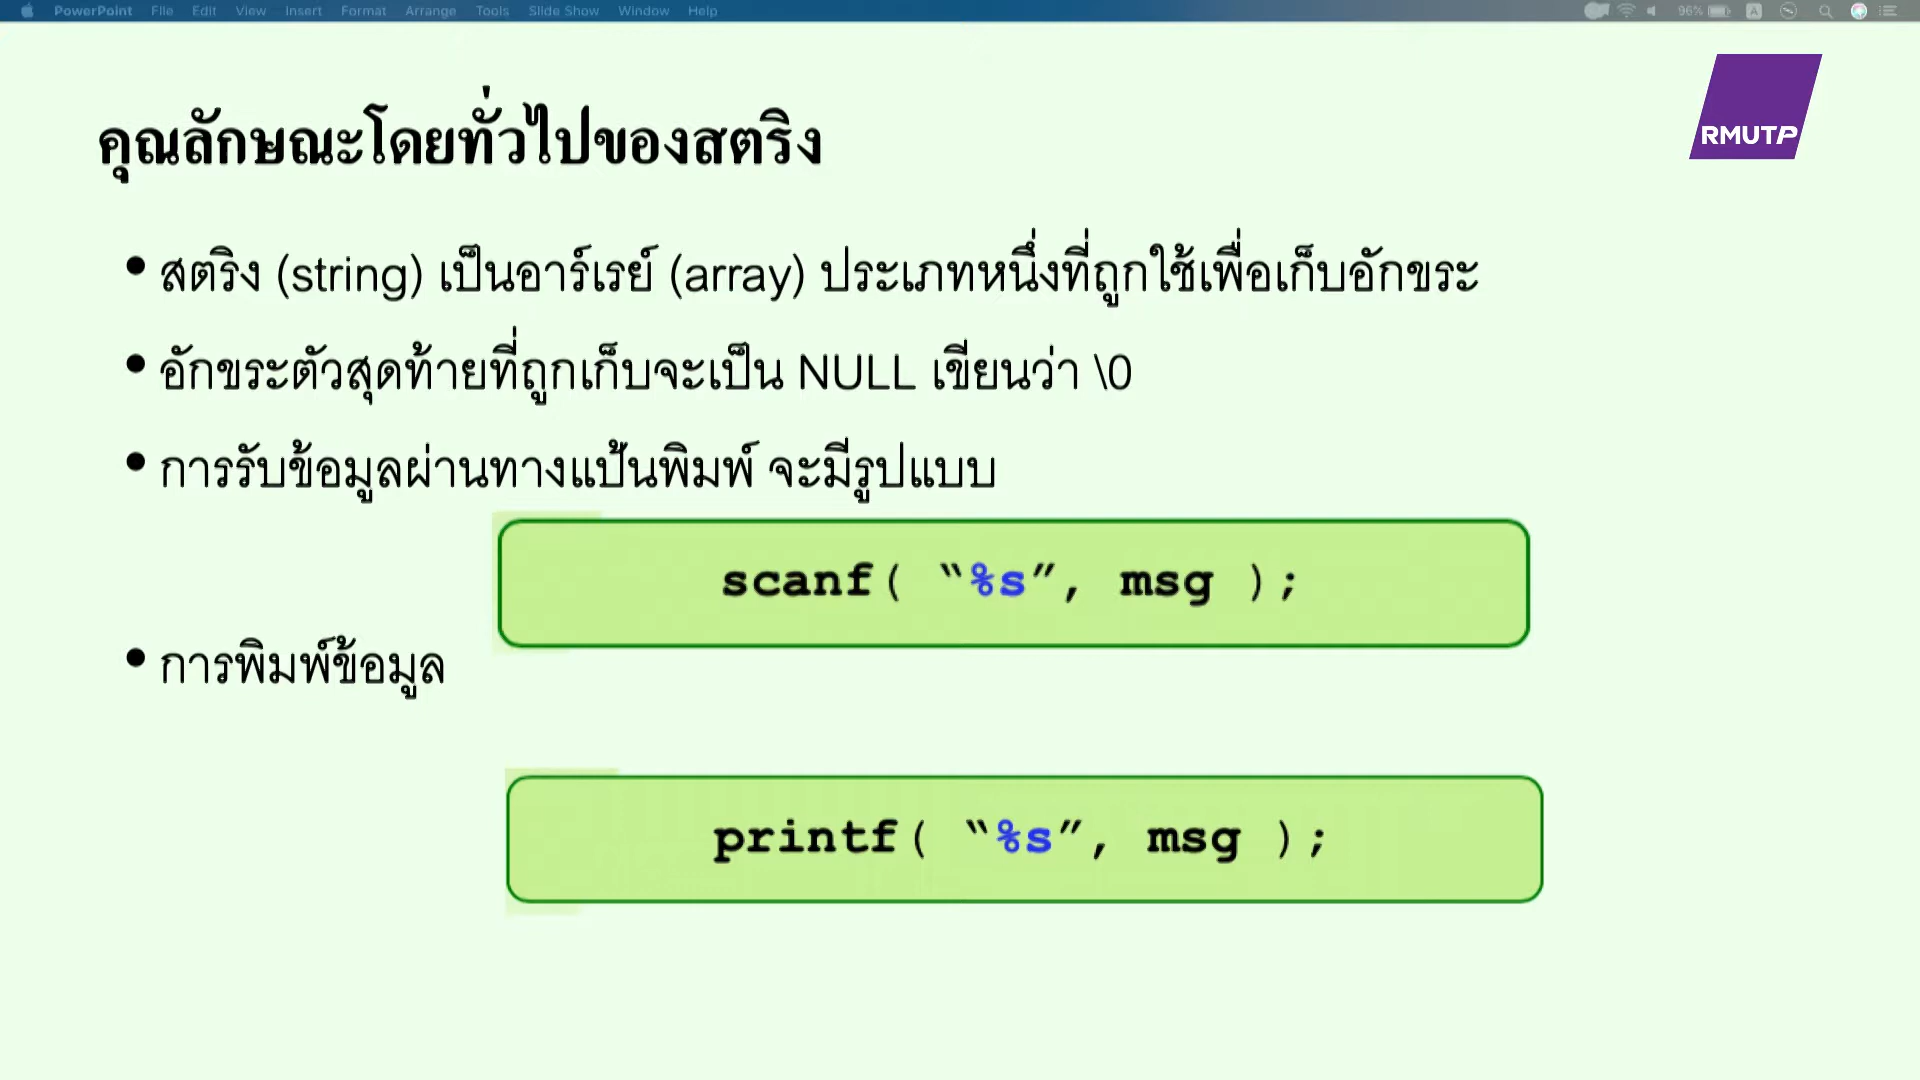 PowerPoint File Edit View Insert Format Arrange Tools Slide Show Window Help 96%
RMUTP
คุณลักษณะโดยทั่วไปของสตริง
• สตริง (string) เป็นอาร์เรย์ (array) ประเภทหนึ่งที่ถูกใช้เพื่อเก็บอักขระ
• อักขระตัวสุดท้ายที่ถูกเก็บจะเป็น NULL เขียนว่า \0
• การรับข้อมูลผ่านทางแป้นพิมพ์ จะมีรูปแบบ
scanf( “%s”, msg );
• การพิมพ์ข้อมูล
printf( “%s”, msg );